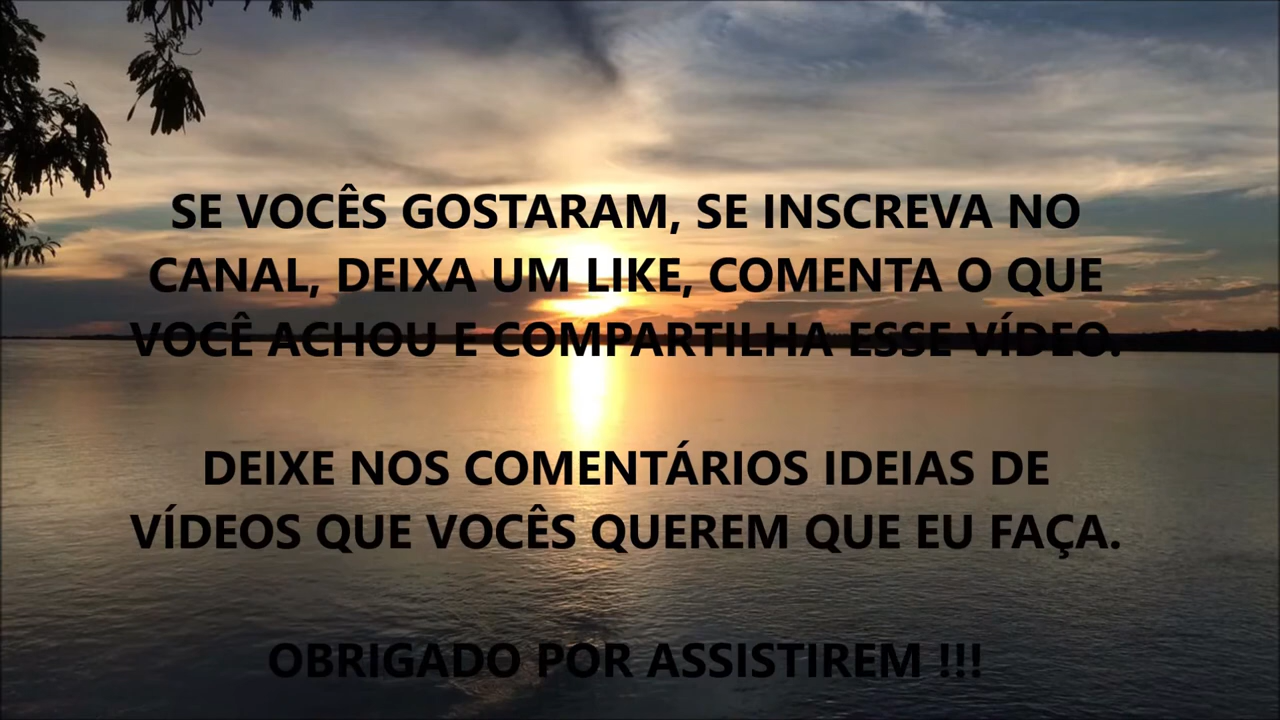 SE VOCÊS GOSTARAM, SE INSCREVA NO
CANAL, DEIXA UM LIKE, COMENTA O QUE
VOCÊ ACHOU E COMPARTILHA ESSE VÍDEO.
DEIXE NOS COMENTÁRIOS IDEIAS DE
VÍDEOS QUE VOCÊS QUEREM QUE EU FAÇA.
OBRIGADO POR ASSISTIREM !!!